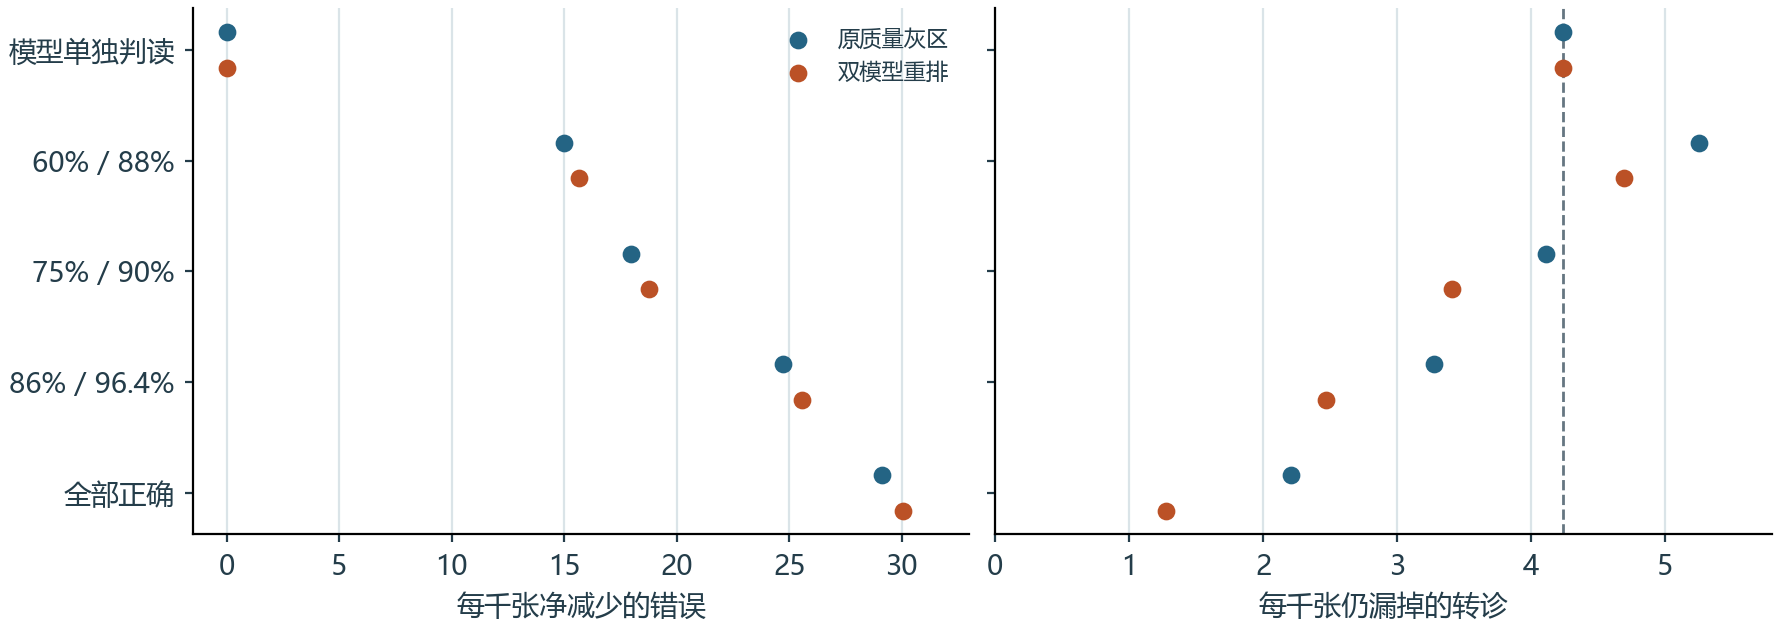 模型单独判读
60% / 88%
75% / 90%
86% / 96.4%
全部正确
原质量灰区
双模型重排
0 5 10 15 20 25 30
每千张净减少的错误
0 1 2 3 4 5
每千张仍漏掉的转诊